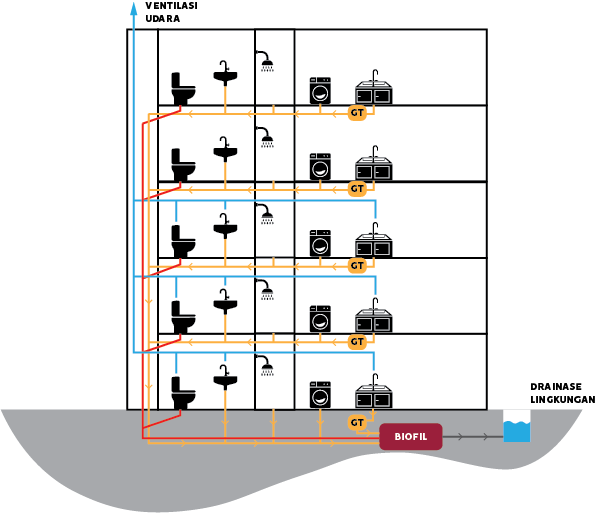 VENTILASI
UDARA
GT
GT
GT
GT
DRAINASE
LINGKUNGAN
GT
BIOFIL